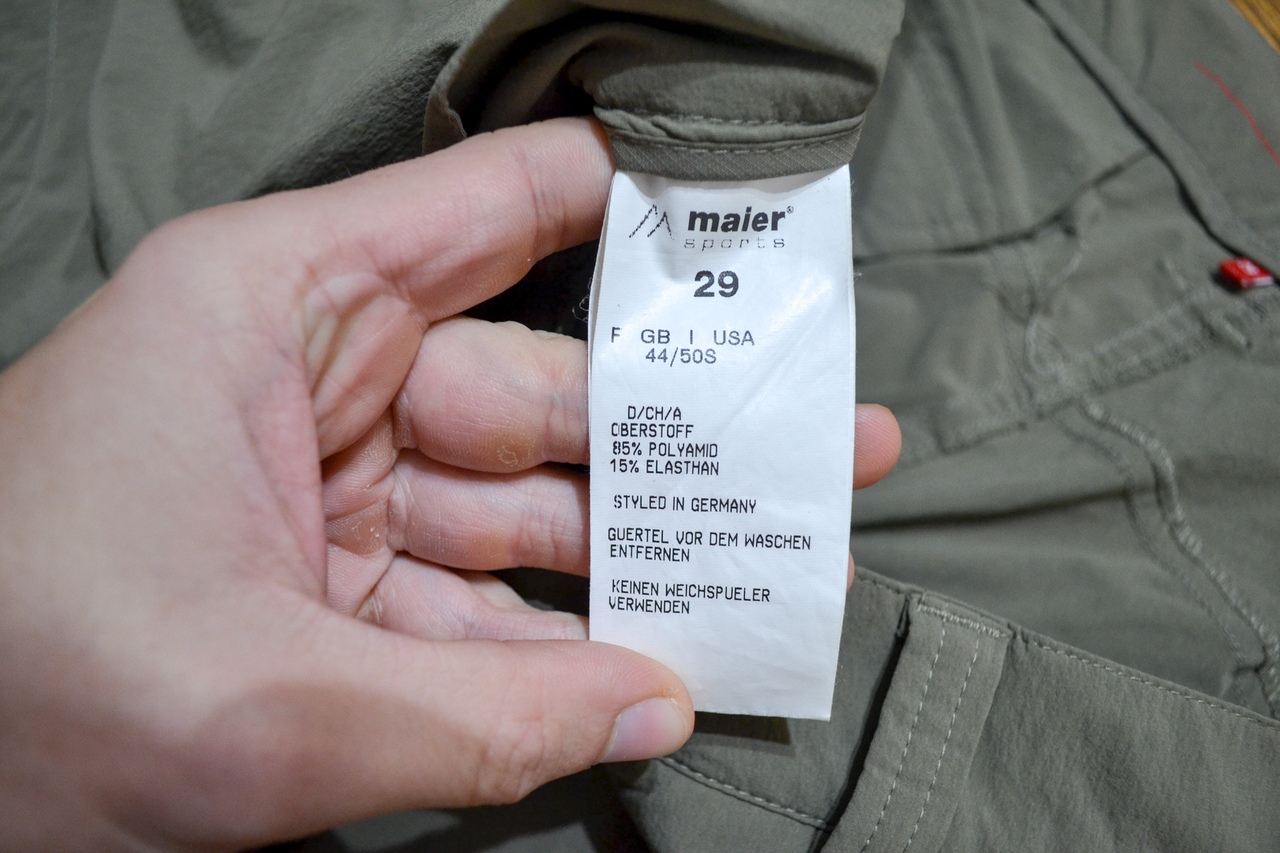 maier®
sports
29
F GB I USA
44/50S
D/CH/A
OBERSTOFF
85% POLYAMID
15% ELASTHAN
STYLED IN GERMANY
GUERTEL VOR DEM WASCHEN
ENTFERNEN
KEINEN WEICHSPUELER
VERWENDEN